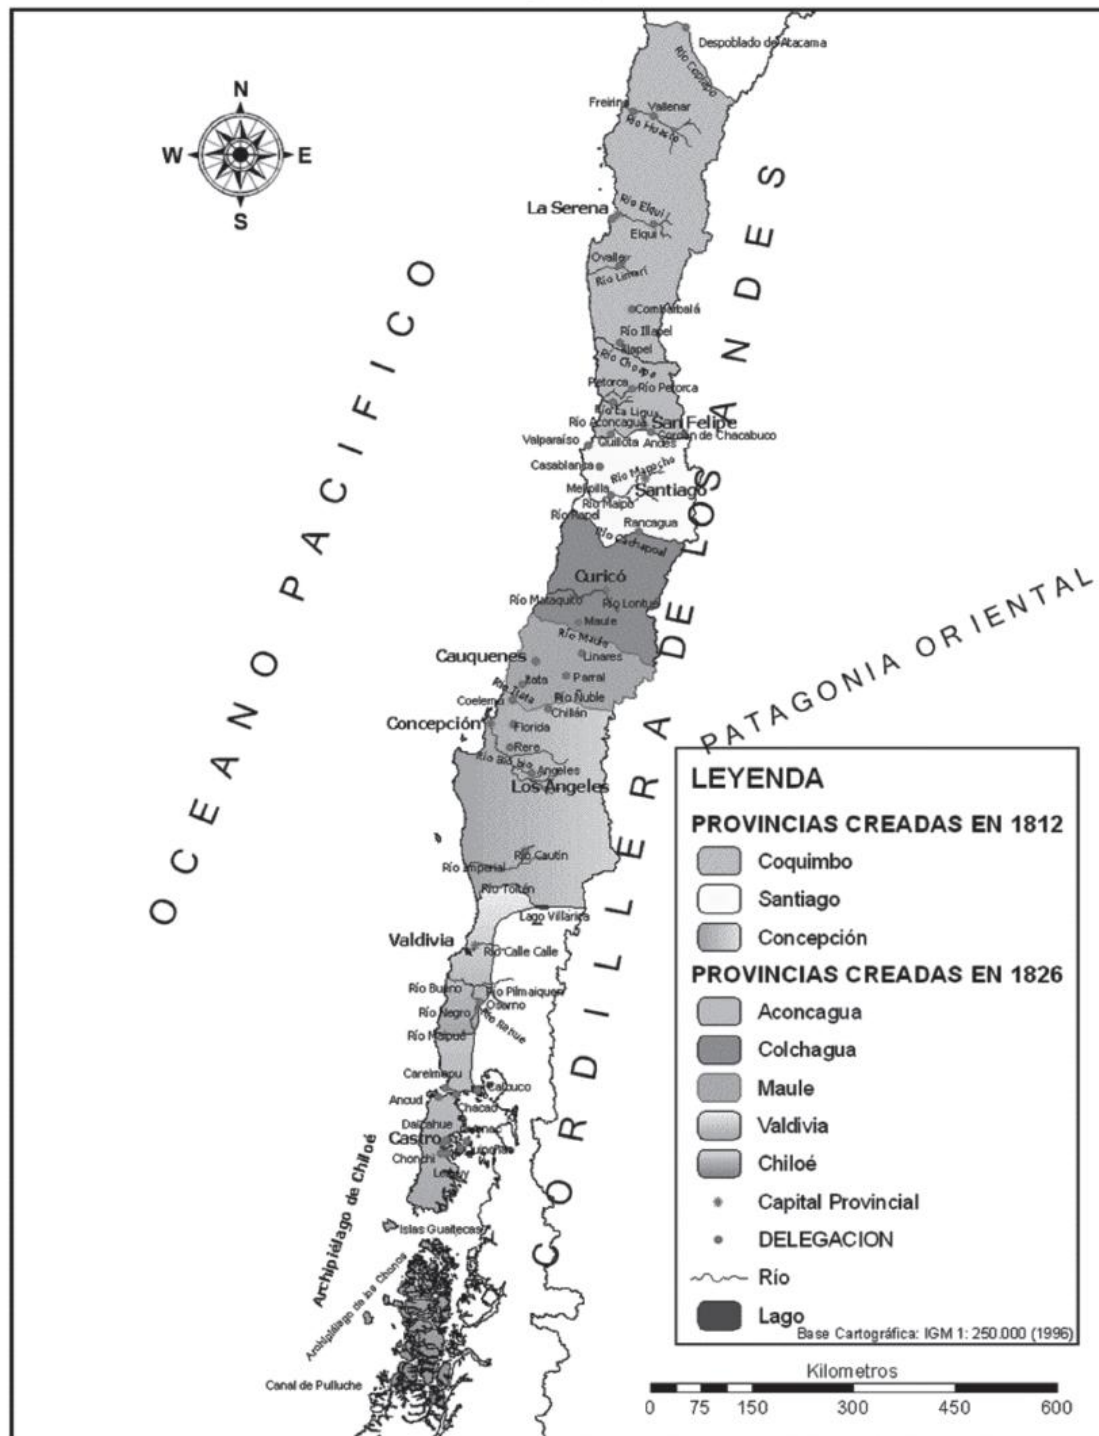 Despoblado de Atacama
Río Copiapo
N
W E
S
Freirina
Vallenar
Río Huasco
La Serena
Río Elqui
Elqui
Ovalle
Río Limarí
Combarbalá
Río Illapel
Illapel
Río Choapa
Petorca
Río Petorca
Río La Ligua
Río Aconcagua
San Felipe
Valparaíso
Quillota
Andes
Cordón de Chacabuco
Casablanca
Río Mapocho
Melipilla
Santiago
Río Maipo
Río Rapel
Rancagua
Río Cachapoal
Curicó
Río Mataquito
Río Lontué
Maule
Río Maule
Cauquenes
Linares
Itata
Parral
Río Itata
Río Ñuble
Coelemu
Chillán
Concepción
Florida
Rere
Río Bío bío
Angeles
Los Angeles
Río Cautín
Río Imperial
Río Toltén
Lago Villarica
Valdivia
Río Calle Calle
Río Bueno
Río Pilmaiquen
Osorno
Río Negro
Río Rahue
Río Maipué
Carelmapu
Calbuco
Ancud
Chacao
Dalcahue
Castro
Chonchi
Lemuy
Islas Guaitecas
Archipiélago de Chiloé
Archipiélago de los Chonos
Canal de Pulluche
OCEANO PACIFICO
CORDILLERA DE LOS ANDES
PATAGONIA ORIENTAL
LEYENDA
PROVINCIAS CREADAS EN 1812
Coquimbo
Santiago
Concepción
PROVINCIAS CREADAS EN 1826
Aconcagua
Colchagua
Maule
Valdivia
Chiloé
Capital Provincial
DELEGACION
Río
Lago
Base Cartográfica: IGM 1: 250.000 (1996)
Kilometros
0 75 150 300 450 600